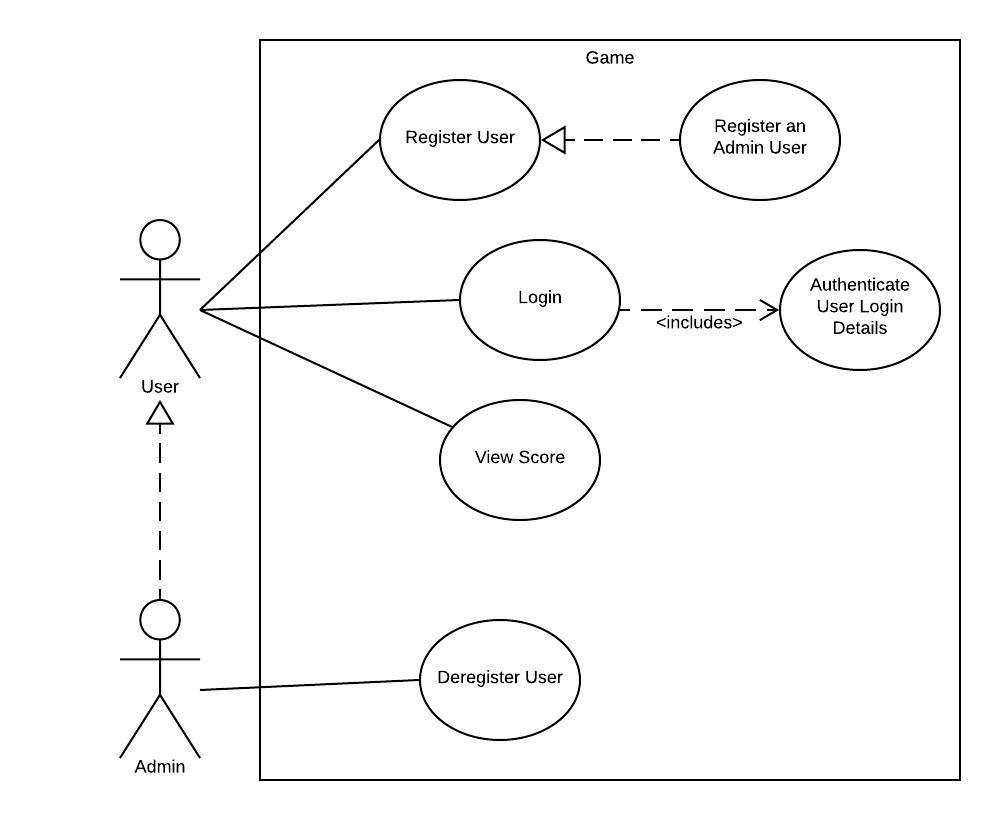 Game
Register User
Register an
Admin User
Login
Authenticate
User Login
Details
<includes>
User
View Score
Deregister User
Admin